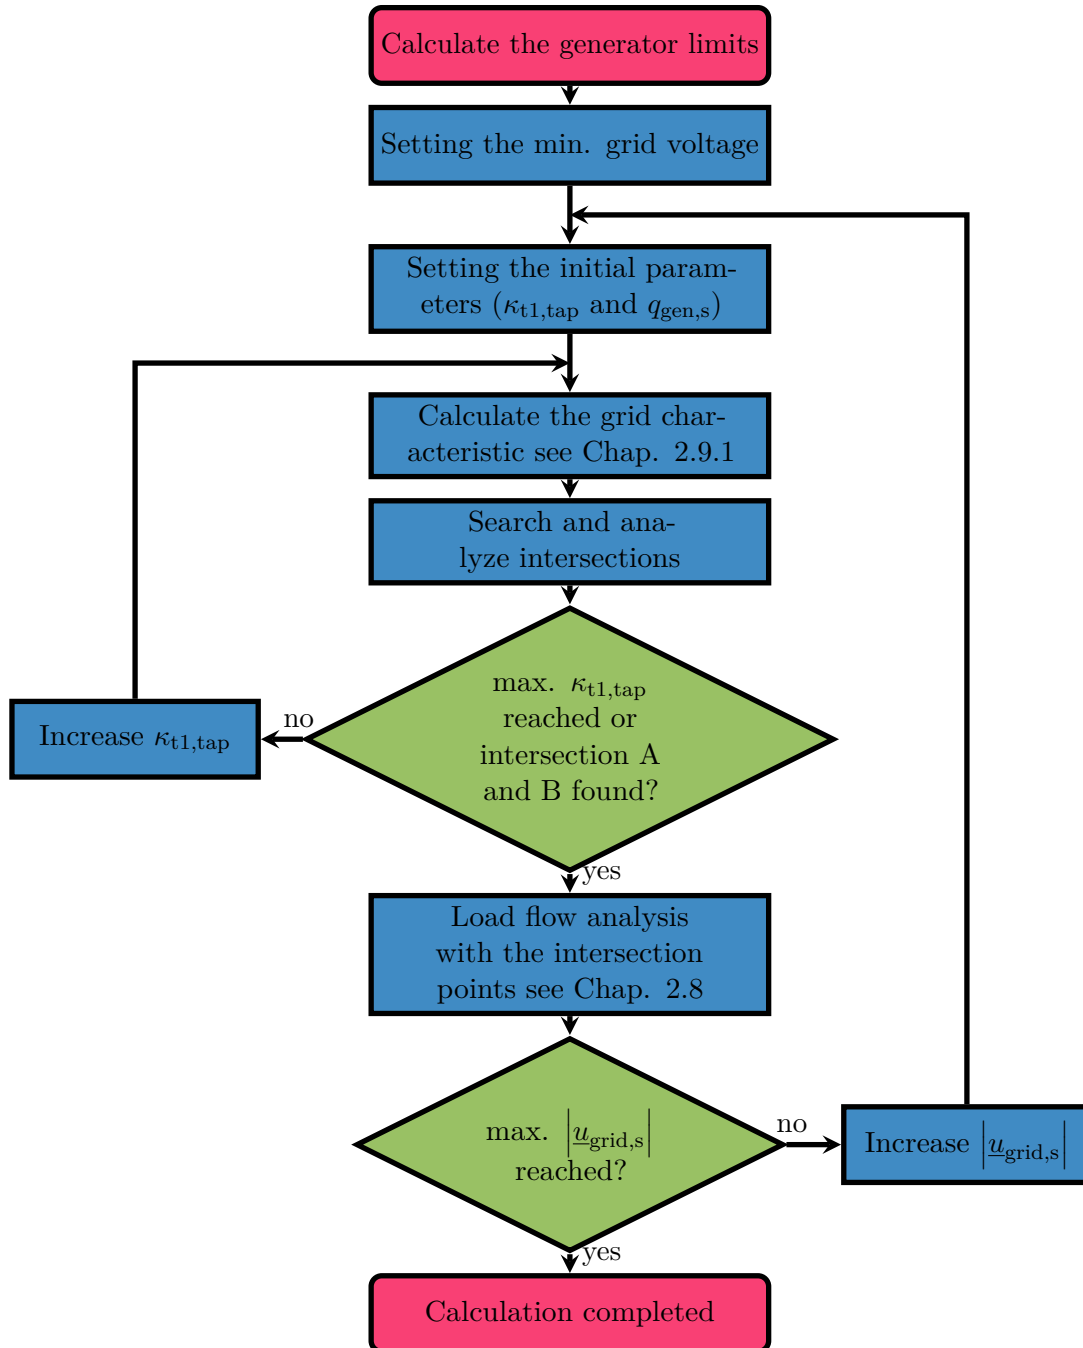 Calculate the generator limits
Setting the min. grid voltage
Setting the initial param-
eters (κt1,tap and qgen,s)
Calculate the grid char-
acteristic see Chap. 2.9.1
Search and ana-
lyze intersections
max. κt1,tap
reached or
intersection A
and B found?
no
Increase κt1,tap
yes
Load flow analysis
with the intersection
points see Chap. 2.8
max. |u̲grid,s|
reached?
no
Increase |u̲grid,s|
yes
Calculation completed